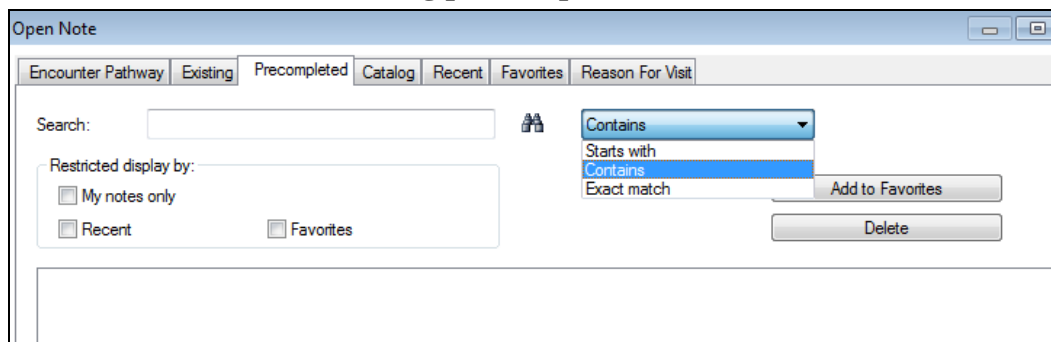 Open Note
Encounter Pathway Existing Precompleted Catalog Recent Favorites Reason For Visit
Search: Contains
Starts with
Contains
Exact match
Restricted display by:
My notes only
Recent Favorites
Add to Favorites
Delete